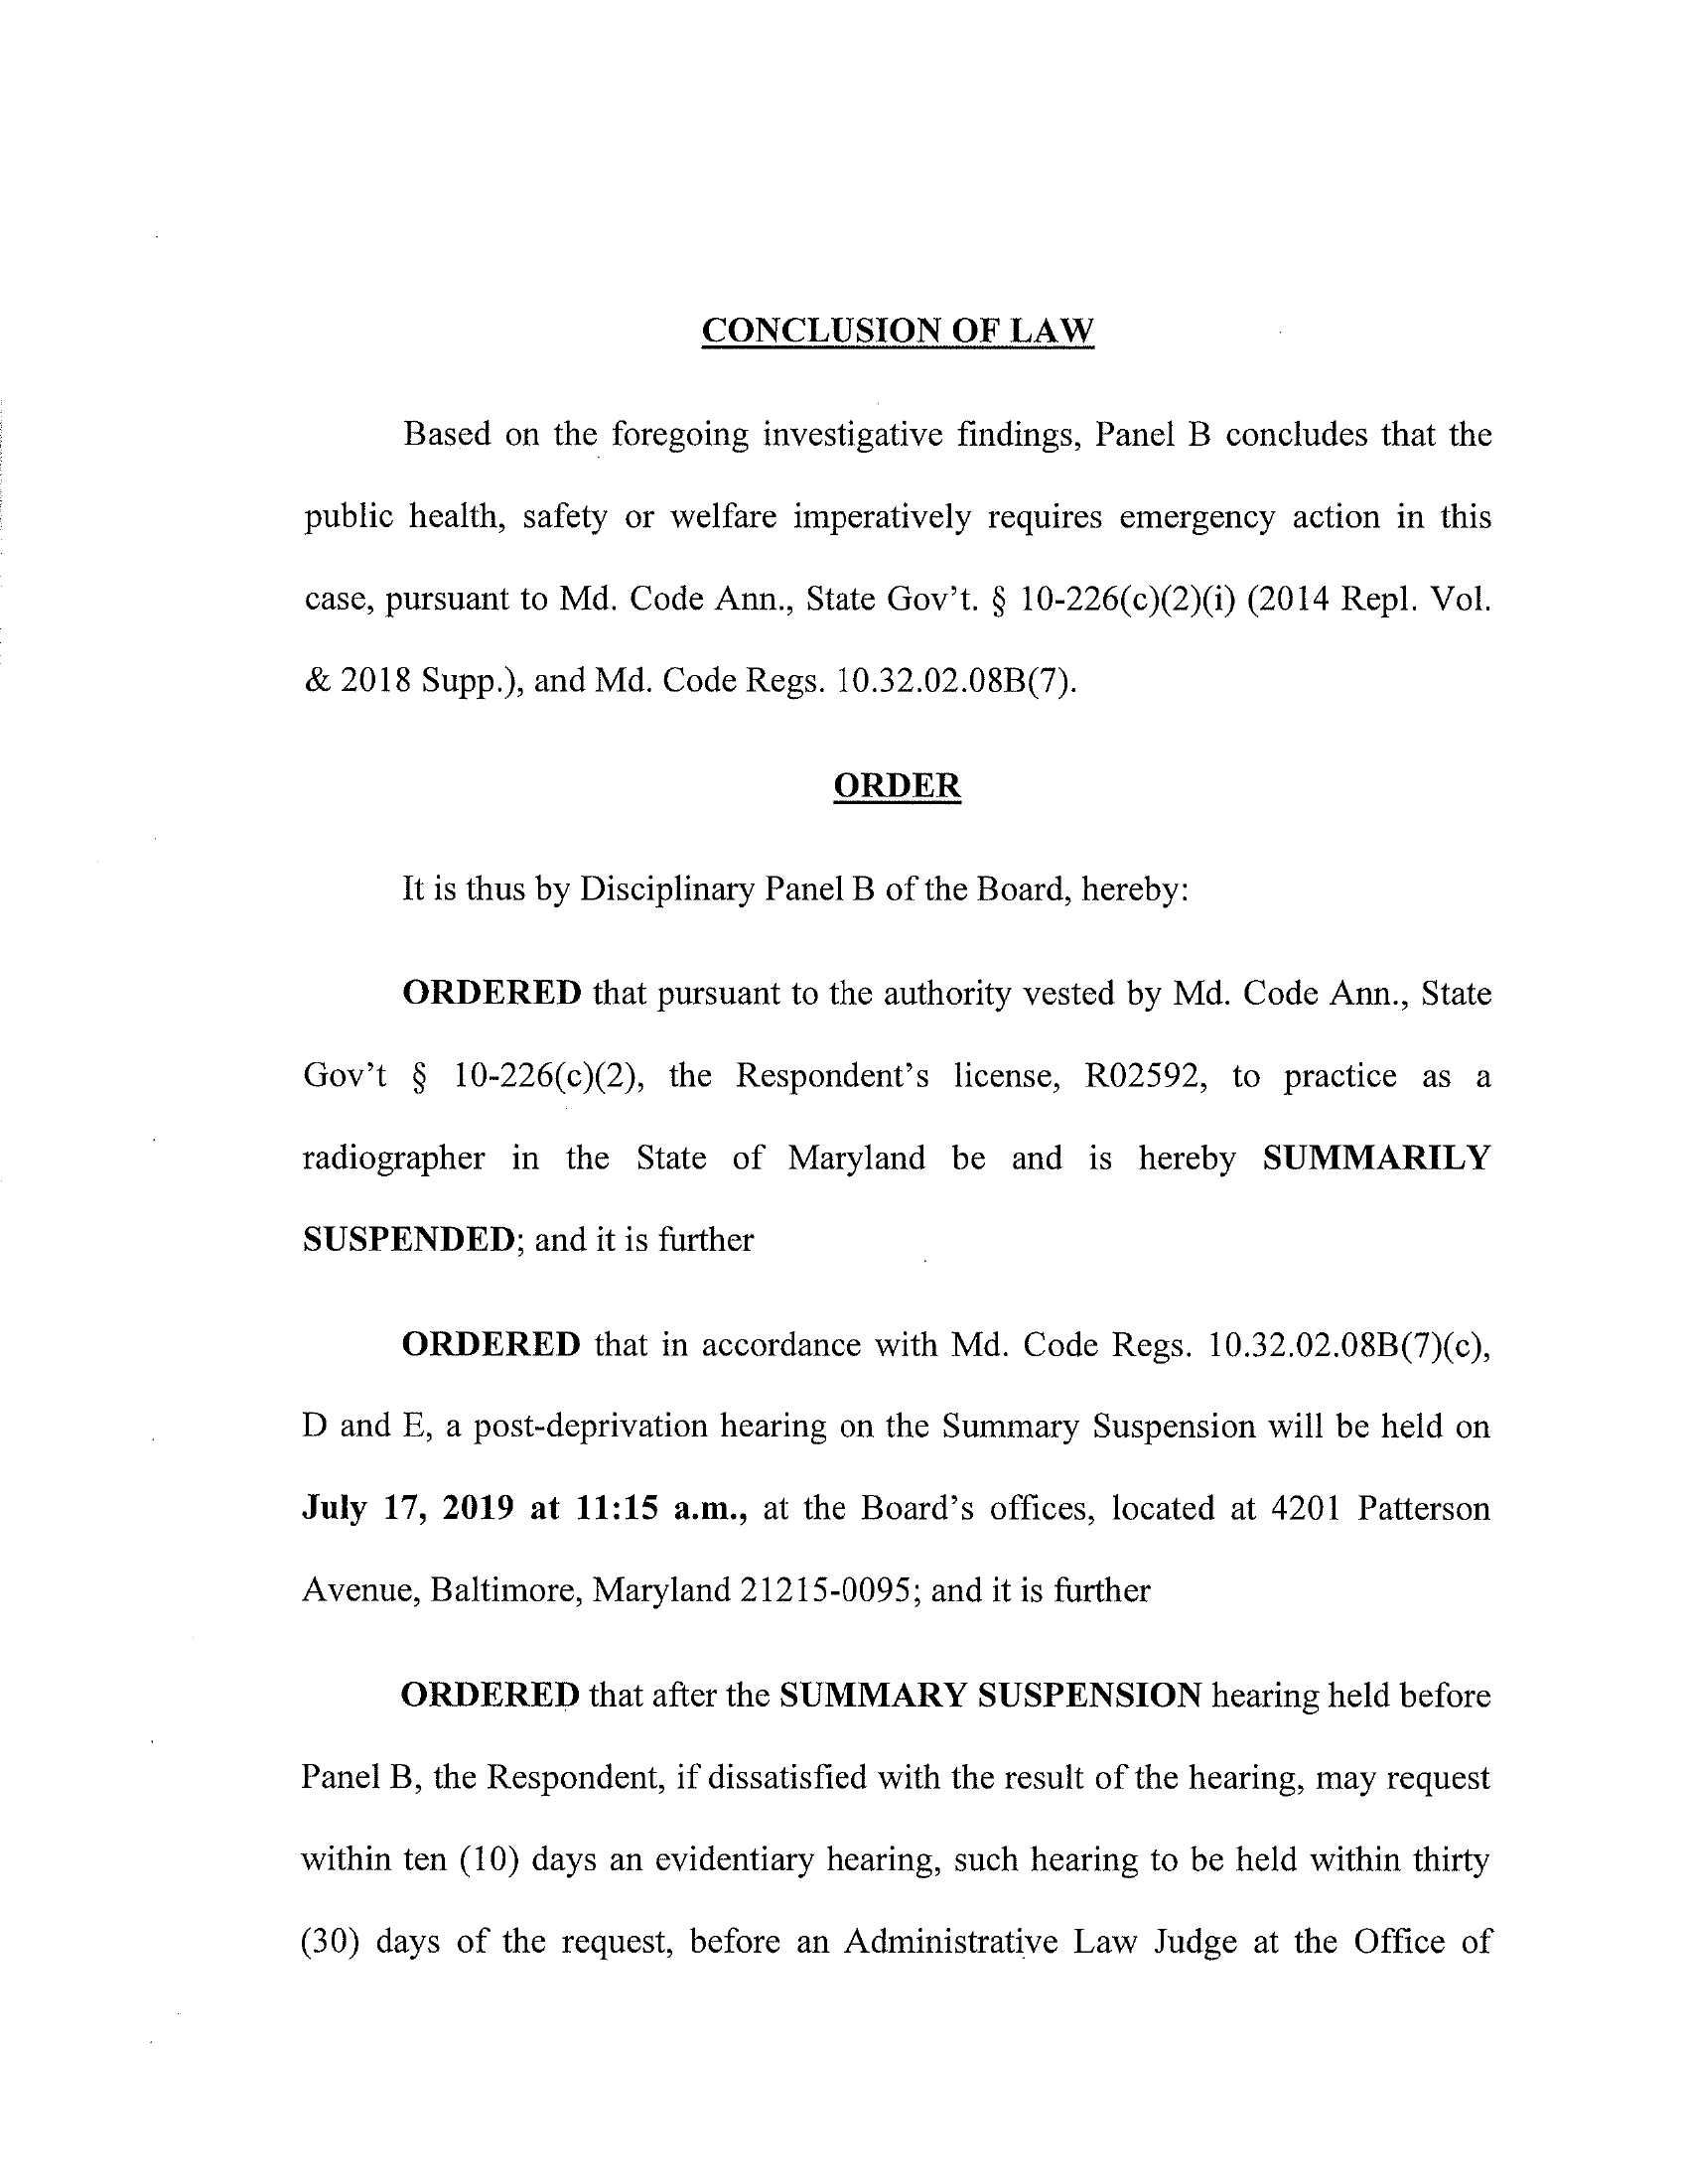 CONCLUSION OF LAW
Based on the foregoing investigative findings, Panel B concludes that the
public health, safety or welfare imperatively requires emergency action in this
case, pursuant to Md. Code Ann., State Gov't. § 10-226(c)(2)(i) (2014 Repl. Vol.
& 2018 Supp.), and Md. Code Regs. 10.32.02.08B(7).
ORDER
It is thus by Disciplinary Panel B of the Board, hereby:
ORDERED that pursuant to the authority vested by Md. Code Ann., State
Gov't § 10-226(c)(2), the Respondent's license, R02592, to practice as a
radiographer in the State of Maryland be and is hereby SUMMARILY
SUSPENDED; and it is further
ORDERED that in accordance with Md. Code Regs. 10.32.02.08B(7)(c),
D and E, a post-deprivation hearing on the Summary Suspension will be held on
July 17, 2019 at 11:15 a.m., at the Board's offices, located at 4201 Patterson
Avenue, Baltimore, Maryland 21215-0095; and it is further
ORDERED that after the SUMMARY SUSPENSION hearing held before
Panel B, the Respondent, if dissatisfied with the result of the hearing, may request
within ten (10) days an evidentiary hearing, such hearing to be held within thirty
(30) days of the request, before an Administrative Law Judge at the Office of